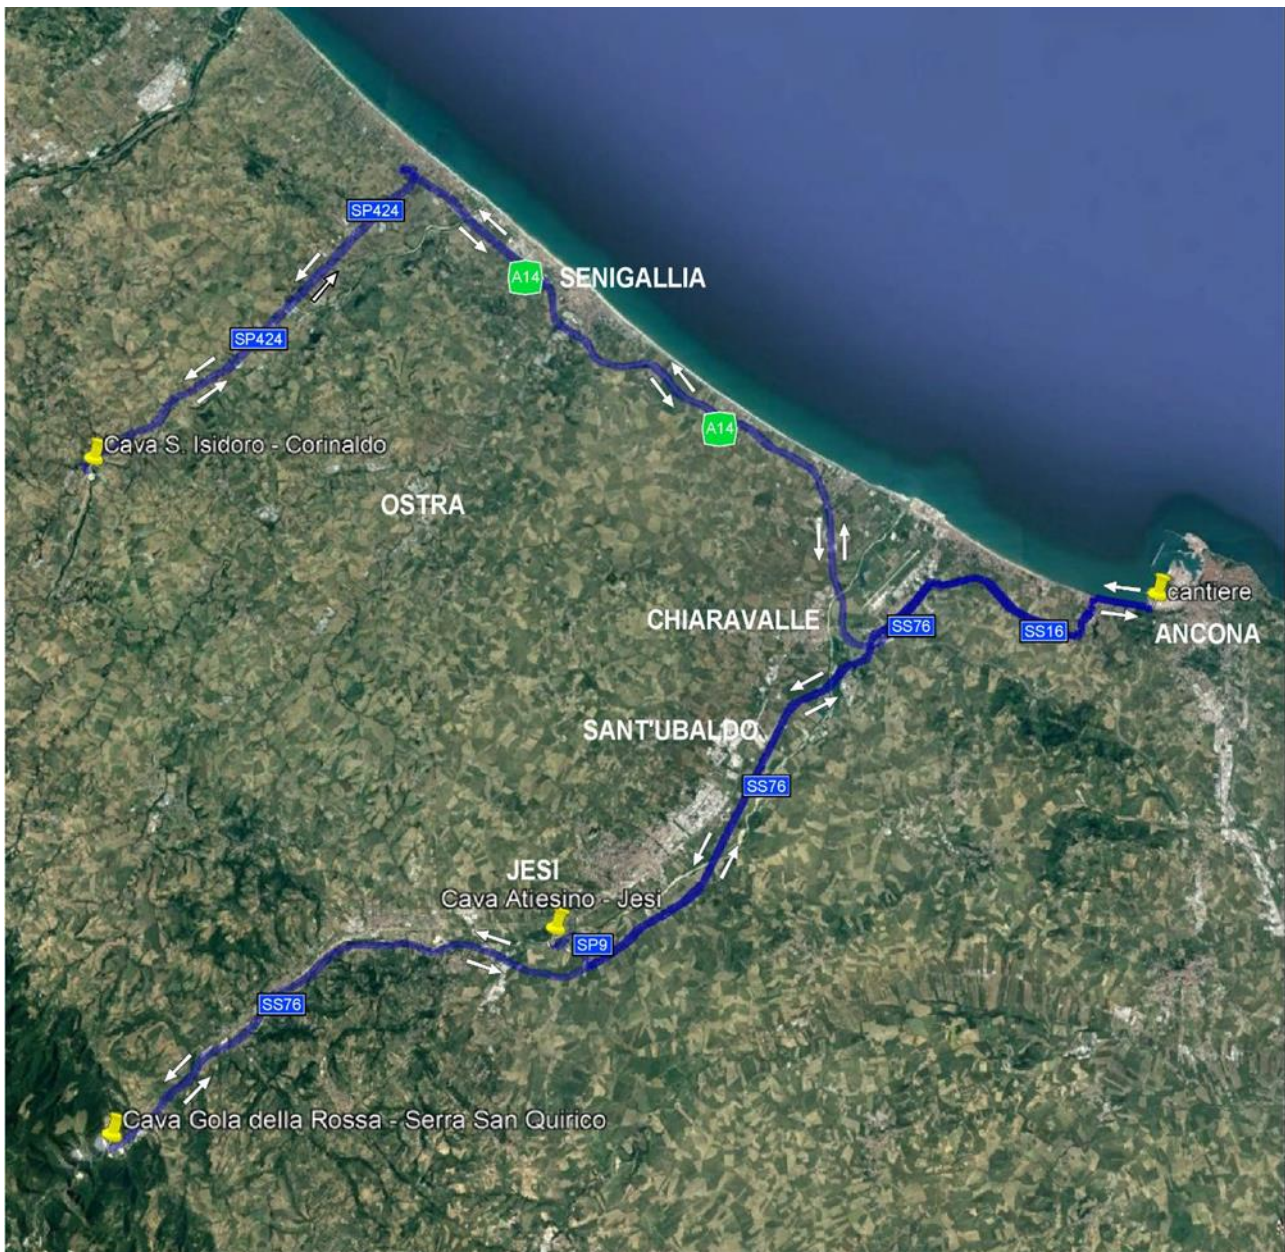 SP424
A14
SENIGALLIA
SP424
A14
Cava S. Isidoro - Corinaldo
OSTRA
cantiere
CHIARAVALLE
SS76
SS16
ANCONA
SANT'UBALDO
SS76
JESI
Cava Atiesino - Jesi
SP9
SS76
Cava Gola della Rossa - Serra San Quirico